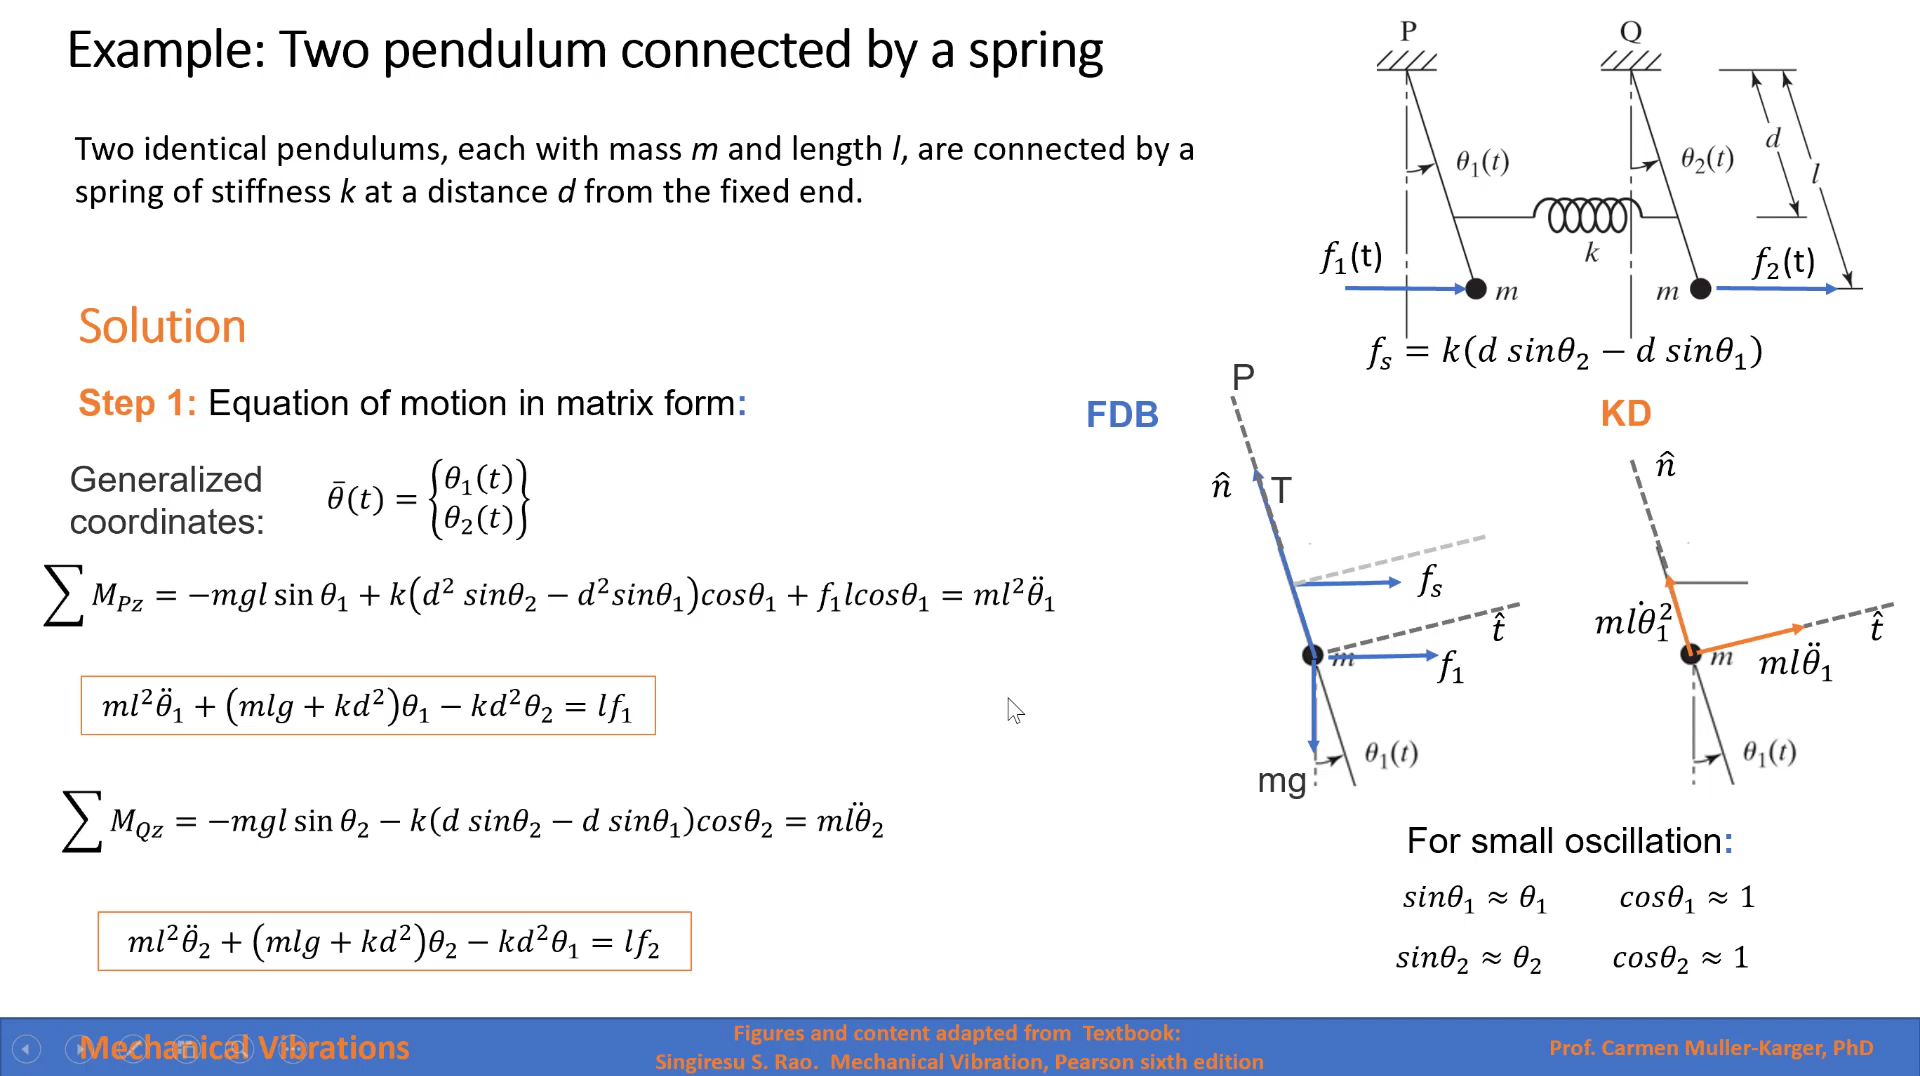 Example: Two pendulum connected by a spring
Two identical pendulums, each with mass m and length l, are connected by a
spring of stiffness k at a distance d from the fixed end.
P
Q
θ₁(t)
θ₂(t)
d
l
k
f₁(t)
f₂(t)
m
m
fₛ = k(d sinθ₂ − d sinθ₁)
Solution
Step 1: Equation of motion in matrix form:
Generalized
coordinates:
θ̄(t) = {θ₁(t)
θ₂(t)}
∑ M_Pz = −mgl sin θ₁ + k(d² sinθ₂ − d²sinθ₁)cosθ₁ + f₁lcosθ₁ = ml²θ̈₁
ml²θ̈₁ + (mlg + kd²)θ₁ − kd²θ₂ = lf₁
∑ M_Qz = −mgl sin θ₂ − k(d sinθ₂ − d sinθ₁)cosθ₂ = mlθ̈₂
ml²θ̈₂ + (mlg + kd²)θ₂ − kd²θ₁ = lf₂
FDB
P
n̂
T
fₛ
t̂
m
f₁
θ₁(t)
mg
KD
n̂
mlθ̇₁²
t̂
m
mlθ̈₁
θ₁(t)
For small oscillation:
sinθ₁ ≈ θ₁ cosθ₁ ≈ 1
sinθ₂ ≈ θ₂ cosθ₂ ≈ 1
Mechanical Vibrations
Figures and content adapted from Textbook:
Singiresu S. Rao. Mechanical Vibration, Pearson sixth edition
Prof. Carmen Muller-Karger, PhD